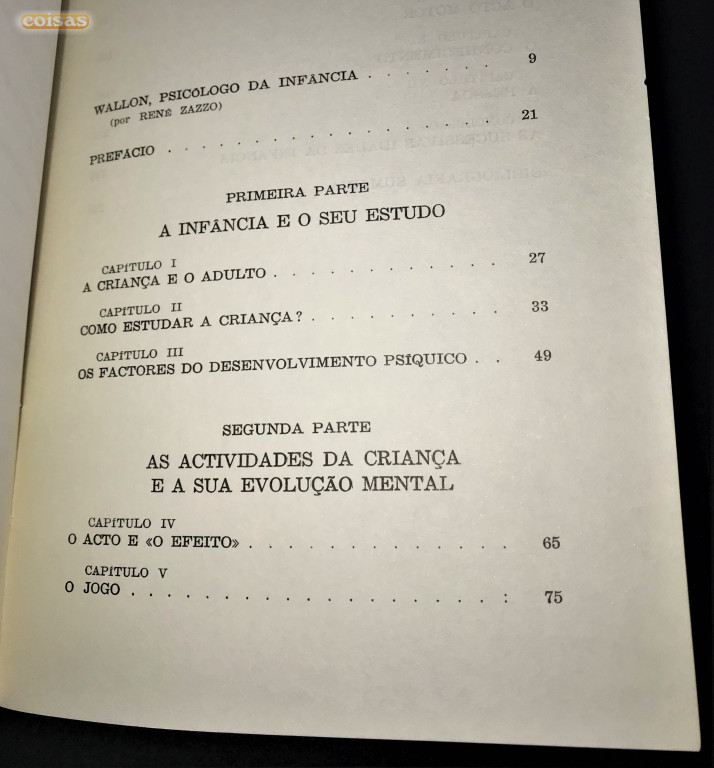 coisas
WALLON, PSICÓLOGO DA INFÂNCIA . . . . . . . 9
(por RENÉ ZAZZO)
PREFÁCIO . . . . . . . . . . . . . . . . 21
PRIMEIRA PARTE
A INFÂNCIA E O SEU ESTUDO
CAPÍTULO I
A CRIANÇA E O ADULTO . . . . . . . . . . . . 27
CAPÍTULO II
COMO ESTUDAR A CRIANÇA? . . . . . . . . . . 33
CAPÍTULO III
OS FACTORES DO DESENVOLVIMENTO PSÍQUICO . . 49
SEGUNDA PARTE
AS ACTIVIDADES DA CRIANÇA
E A SUA EVOLUÇÃO MENTAL
CAPÍTULO IV
O ACTO E «O EFEITO» . . . . . . . . . . . . . 65
CAPÍTULO V
O JOGO . . . . . . . . . . . . . . . . . . : 75